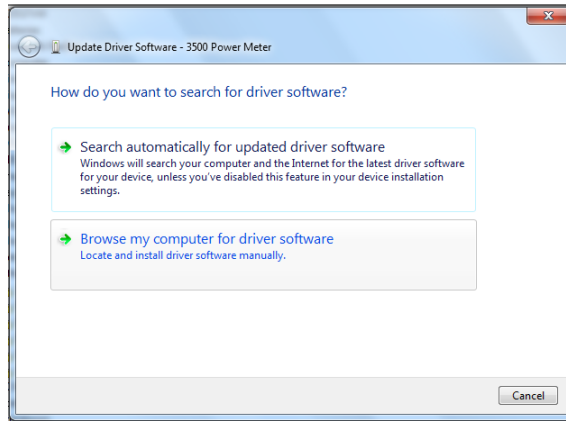 Update Driver Software - 3500 Power Meter
How do you want to search for driver software?
Search automatically for updated driver software
Windows will search your computer and the Internet for the latest driver software
for your device, unless you've disabled this feature in your device installation
settings.
Browse my computer for driver software
Locate and install driver software manually.
Cancel